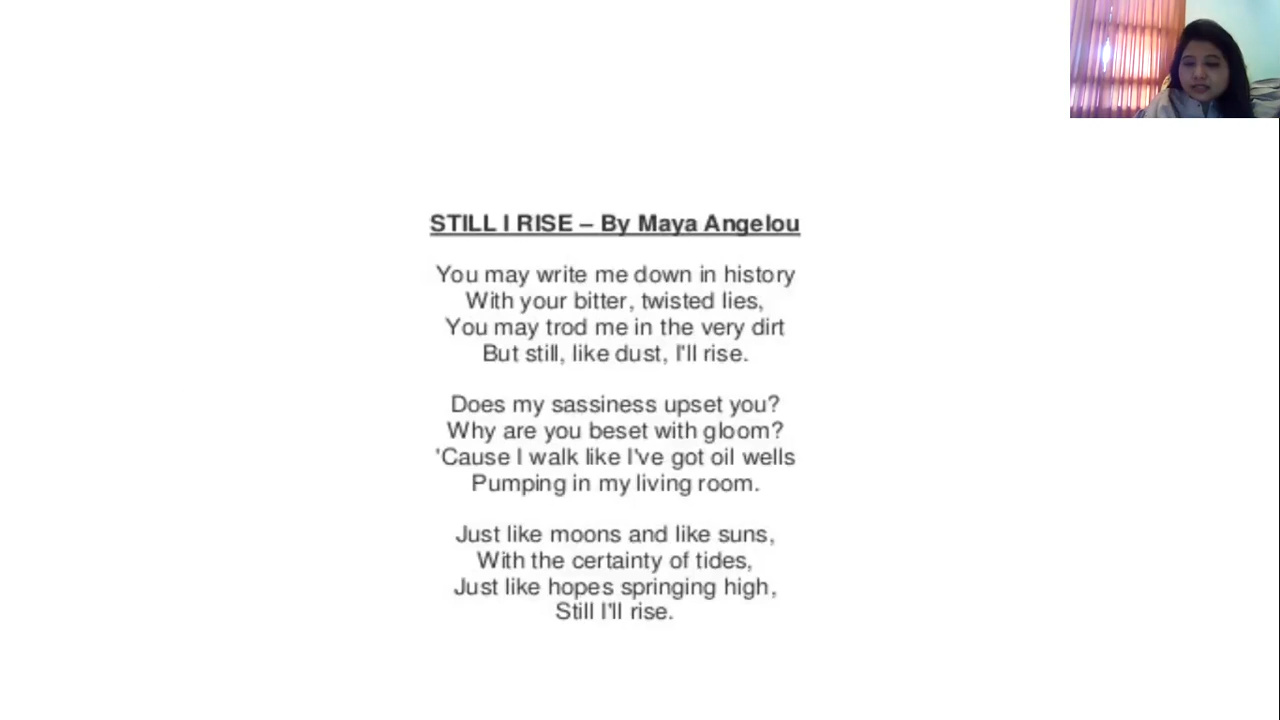 STILL I RISE – By Maya Angelou
You may write me down in history
With your bitter, twisted lies,
You may trod me in the very dirt
But still, like dust, I'll rise.
Does my sassiness upset you?
Why are you beset with gloom?
'Cause I walk like I've got oil wells
Pumping in my living room.
Just like moons and like suns,
With the certainty of tides,
Just like hopes springing high,
Still I'll rise.